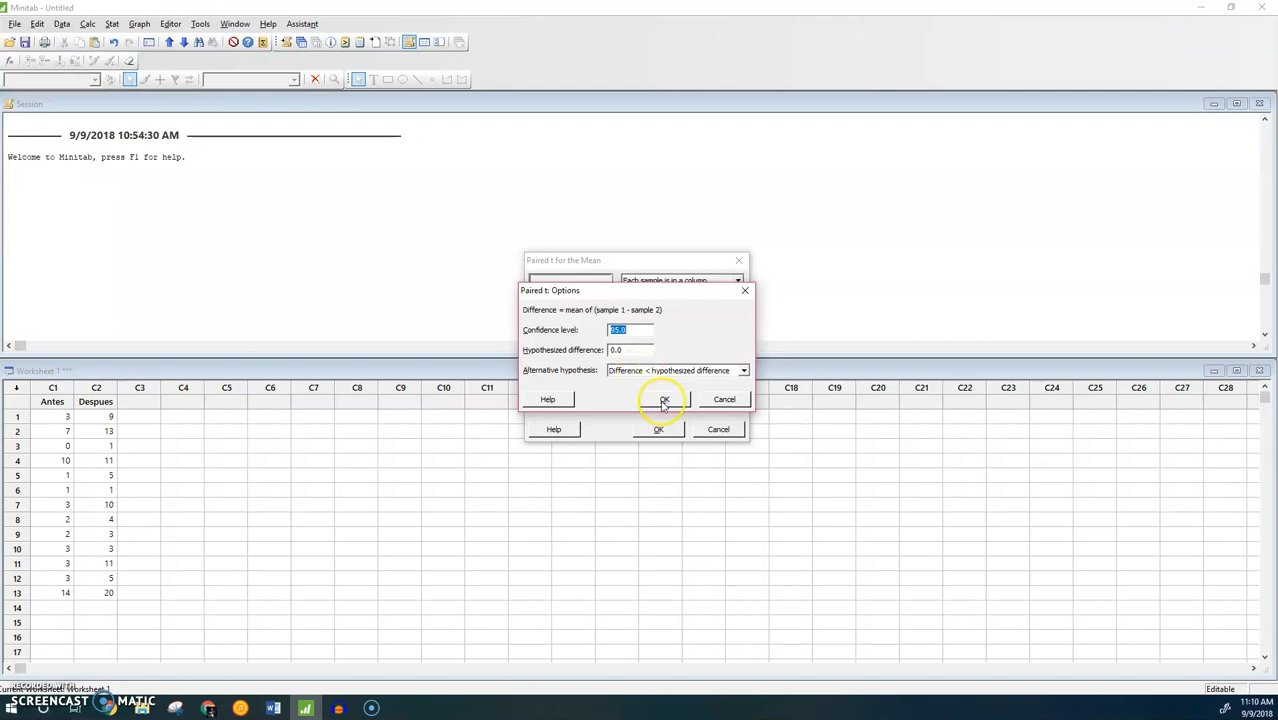 Minitab - Untitled
File Edit Data Calc Stat Graph Editor Tools Window Help Assistant
Session
9/9/2018 10:54:30 AM
Welcome to Minitab, press F1 for help.
Paired t for the Mean
Each sample is in a column
Paired t: Options
Difference = mean of (sample 1 - sample 2)
Confidence level: 95.0
Hypothesized difference: 0.0
Alternative hypothesis: Difference < hypothesized difference
Help OK Cancel
Help OK Cancel
Worksheet 1 ***
C1 C2 C3 C4 C5 C6 C7 C8 C9 C10 C11 C18 C19 C20 C21 C22 C23 C24 C25 C26 C27 C28
Antes Despues
1 3 9
2 7 13
3 0 1
4 10 11
5 1 5
6 1 1
7 3 10
8 2 4
9 2 3
10 3 3
11 3 11
12 3 5
13 14 20
14
15
16
17
Current Worksheet: Worksheet 1 Editable
RECORDED WITH
SCREENCAST MATIC
11:10 AM
9/9/2018